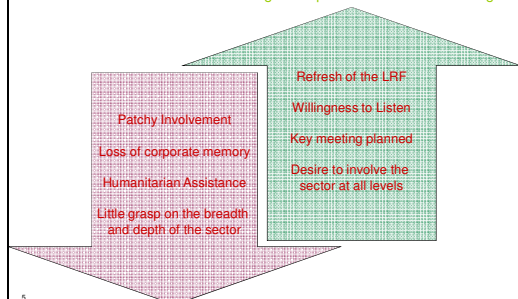 Patchy Involvement
Loss of corporate memory
Humanitarian Assistance
Little grasp on the breadth
and depth of the sector
Refresh of the LRF
Willingness to Listen
Key meeting planned
Desire to involve the
sector at all levels
5